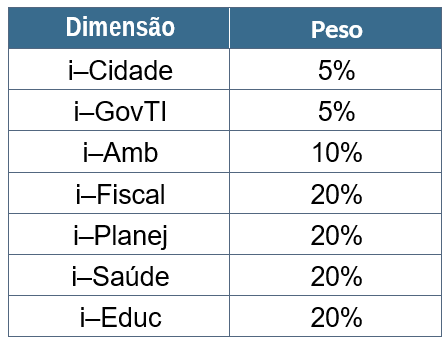 Dimensão Peso
i–Cidade 5%
i–GovTI 5%
i–Amb 10%
i–Fiscal 20%
i–Planej 20%
i–Saúde 20%
i–Educ 20%